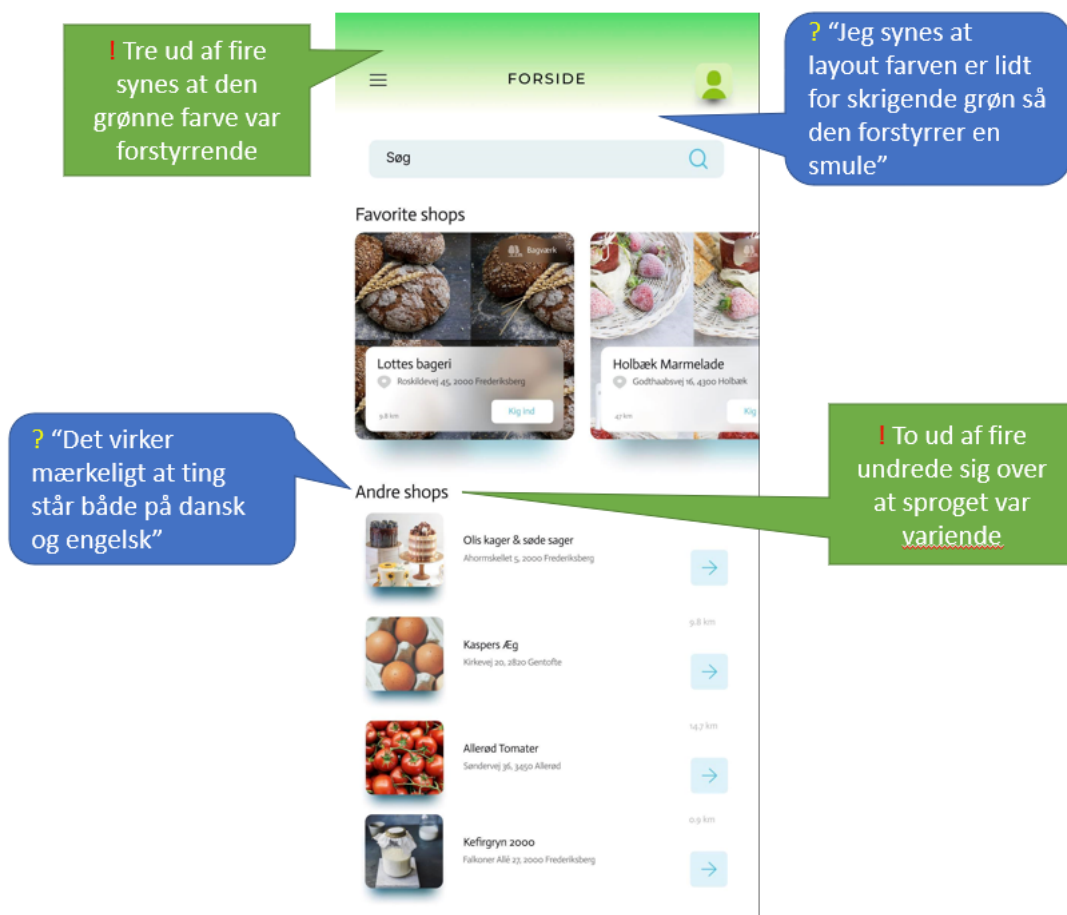 ! Tre ud af fire
synes at den
grønne farve var
forstyrrende
FORSIDE
? “Jeg synes at
layout farven er lidt
for skrigende grøn så
den forstyrrer en
smule”
Søg
Favorite shops
Bagværk
Lottes bageri
Roskildevej 45, 2000 Frederiksberg
9.8 km
Kig ind
Holbæk Marmelade
Godthaabsvej 16, 4300 Holbæk
47 km
Kig
? “Det virker
mærkeligt at ting
står både på dansk
og engelsk”
! To ud af fire
undrede sig over
at sproget var
variende
Andre shops
Olis kager & søde sager
Ahornskellet 5, 2000 Frederiksberg
9.8 km
Kaspers Æg
Kirkevej 20, 2820 Gentofte
14.7 km
Allerød Tomater
Søndervej 36, 3450 Allerød
0.9 km
Kefirgryn 2000
Falkoner Allé 27, 2000 Frederiksberg